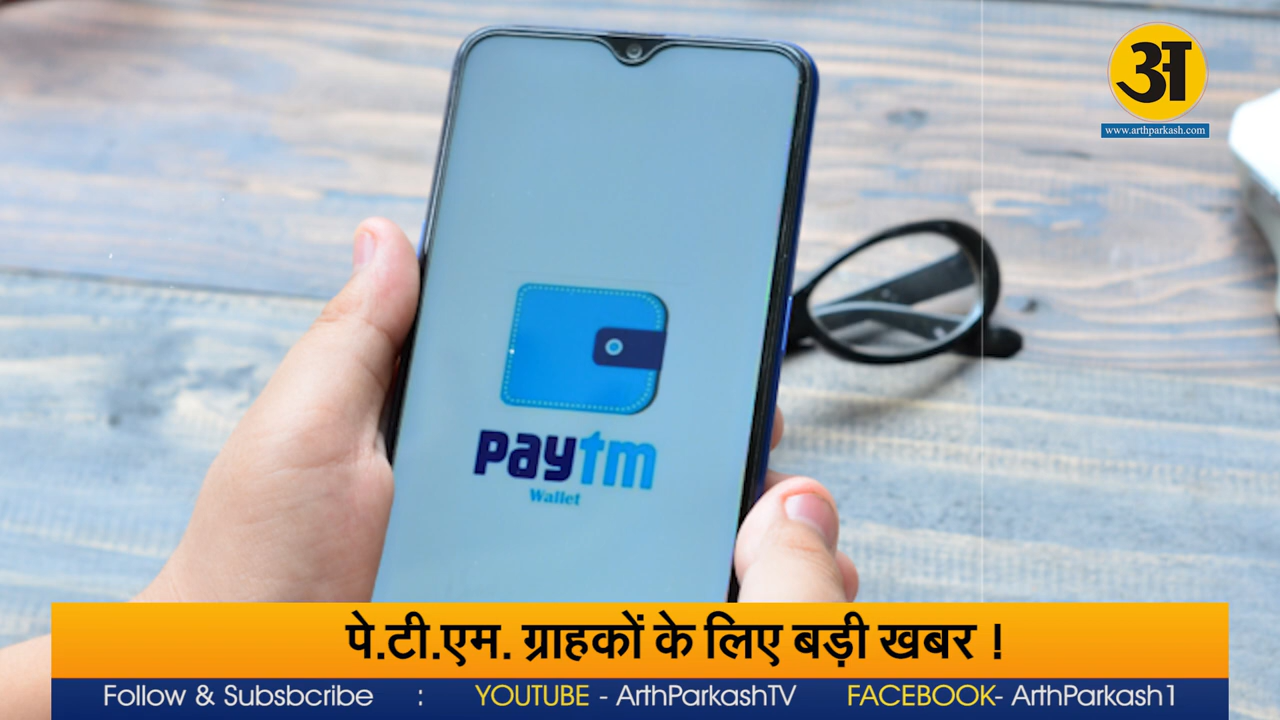 अ
www.arthparkash.com
paytm
Wallet
पे.टी.एम. ग्राहकों के लिए बड़ी खबर !
Follow & Subsbcribe : YOUTUBE - ArthParkashTV FACEBOOK- ArthParkash1